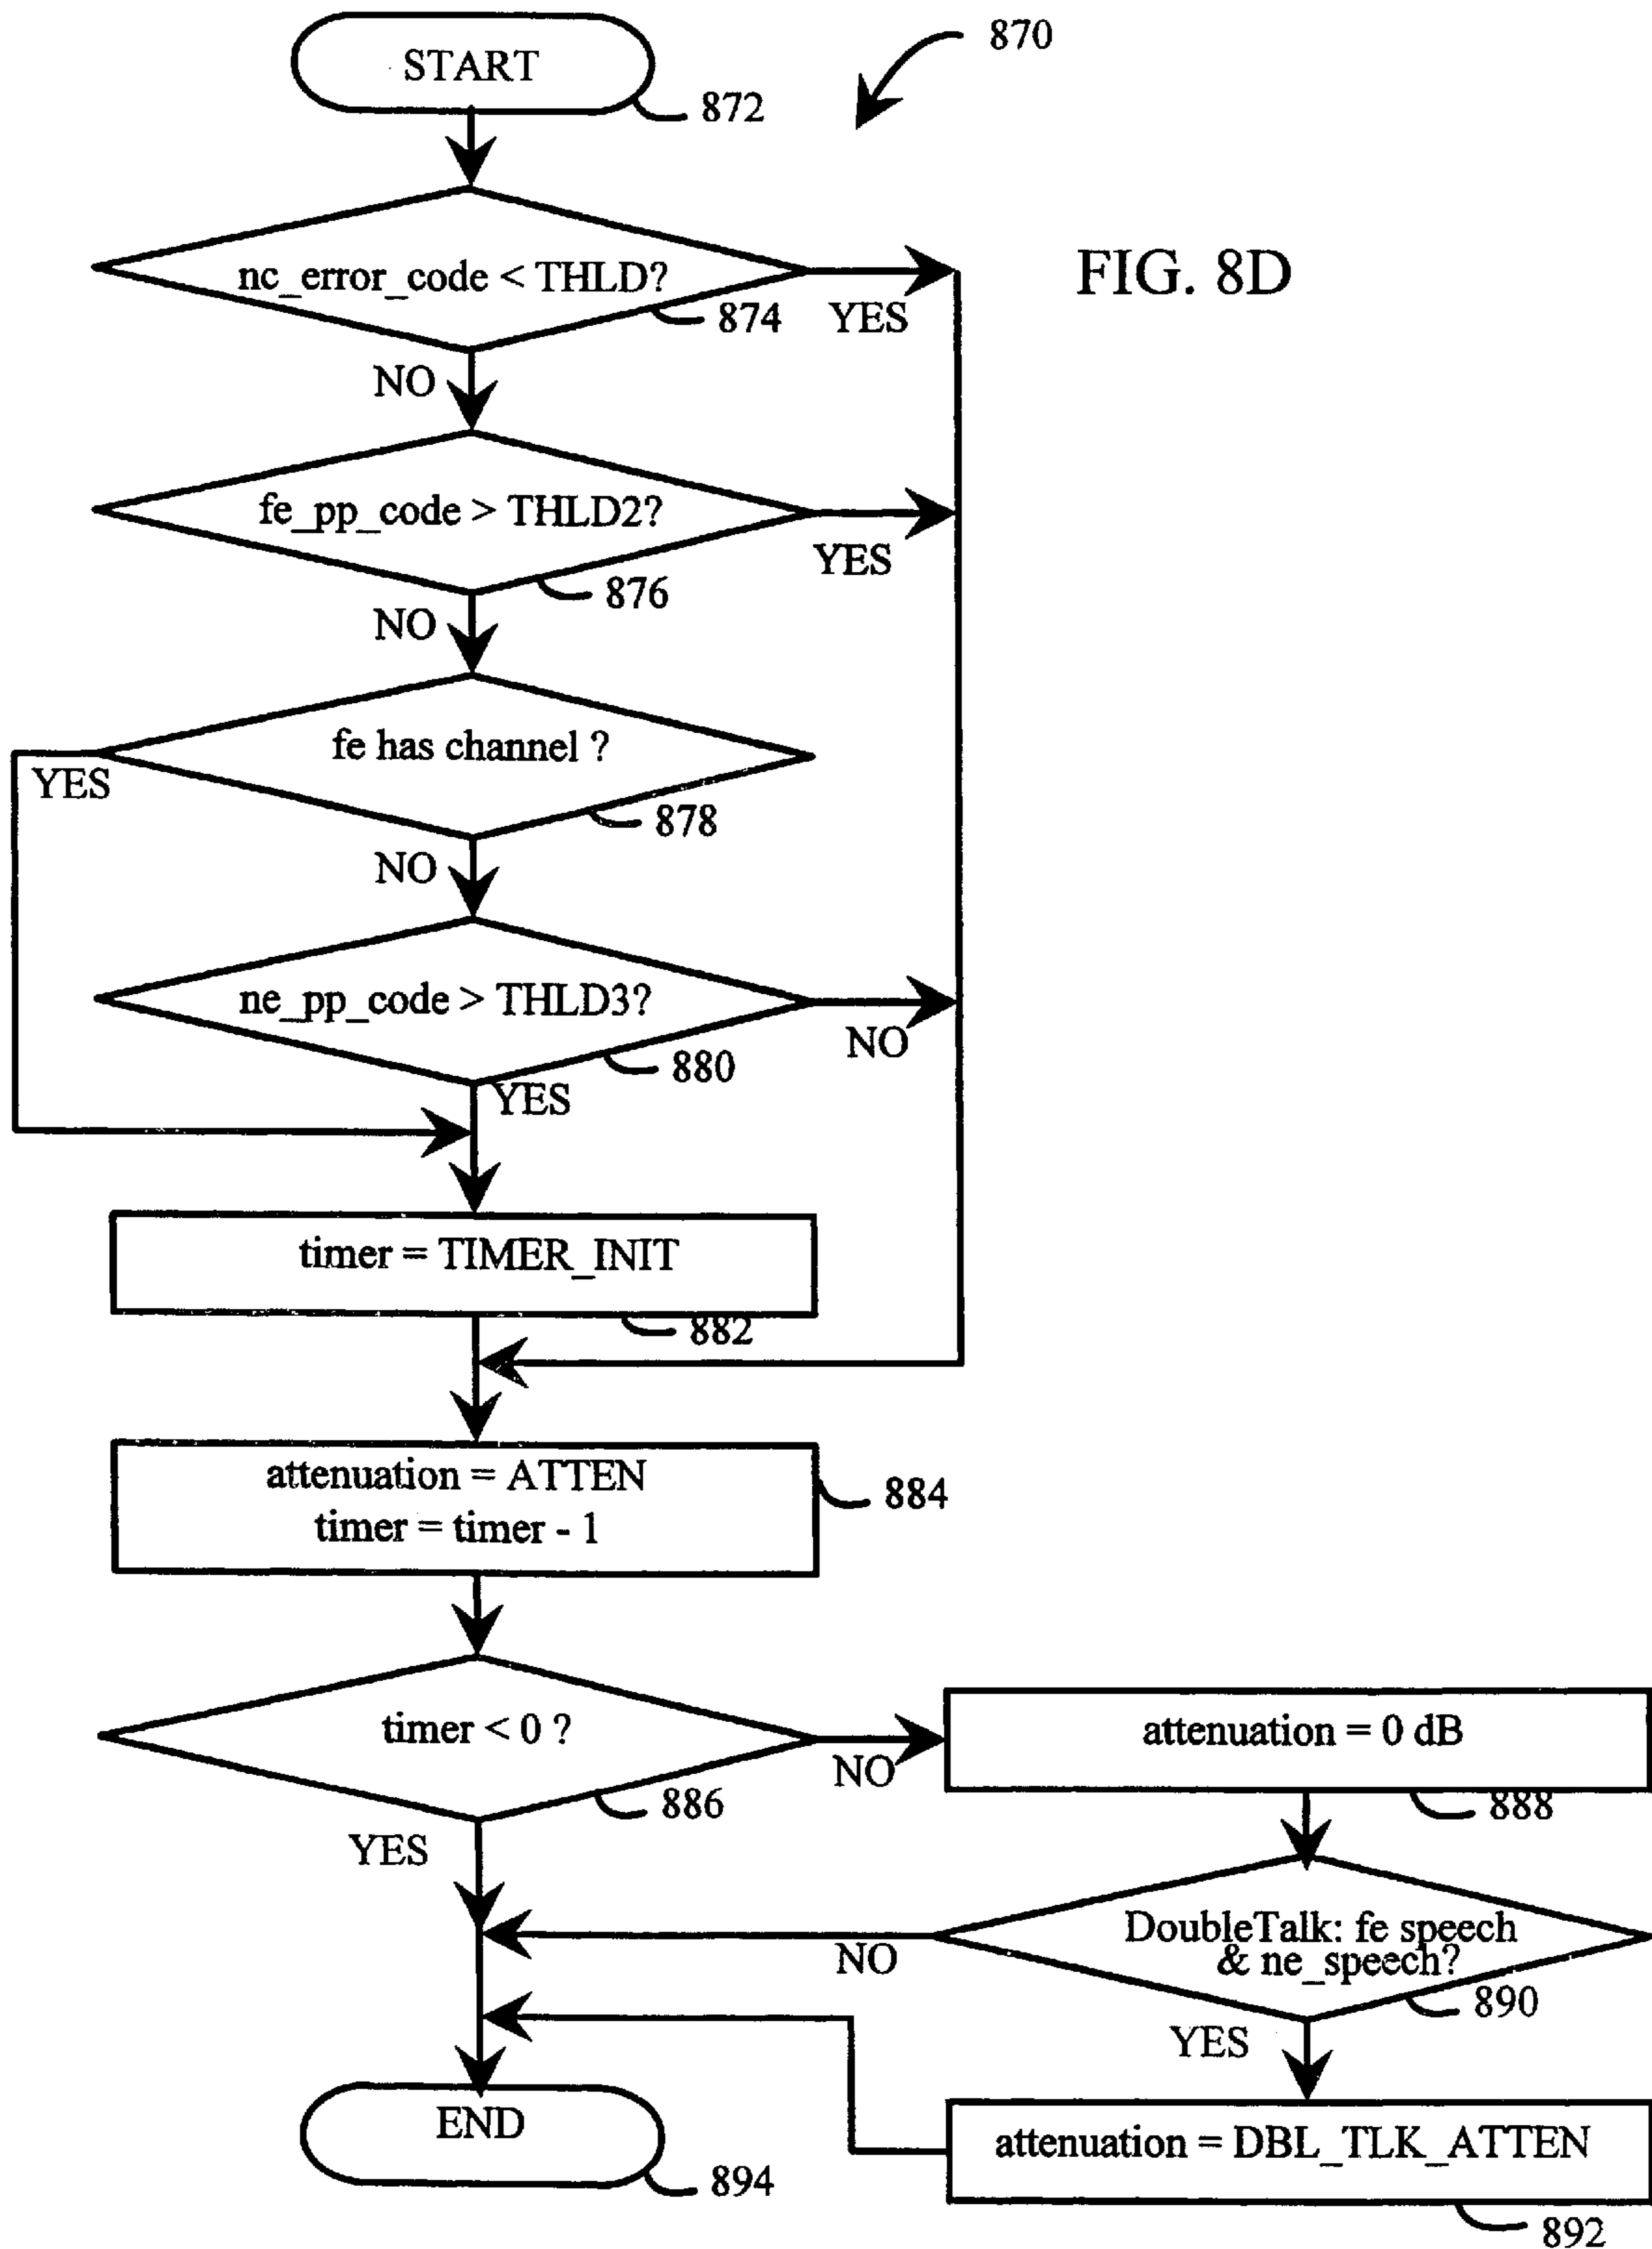 870
START
872
FIG. 8D
nc_error_code < THLD?
874
YES
NO
fe_pp_code > THLD2?
YES
876
NO
fe has channel ?
YES
878
NO
ne_pp_code > THLD3?
NO
880
YES
timer = TIMER_INIT
882
attenuation = ATTEN
timer = timer - 1
884
timer < 0 ?
NO
886
YES
attenuation = 0 dB
888
DoubleTalk: fe speech
& ne_speech?
NO
890
YES
attenuation = DBL_TLK_ATTEN
892
END
894